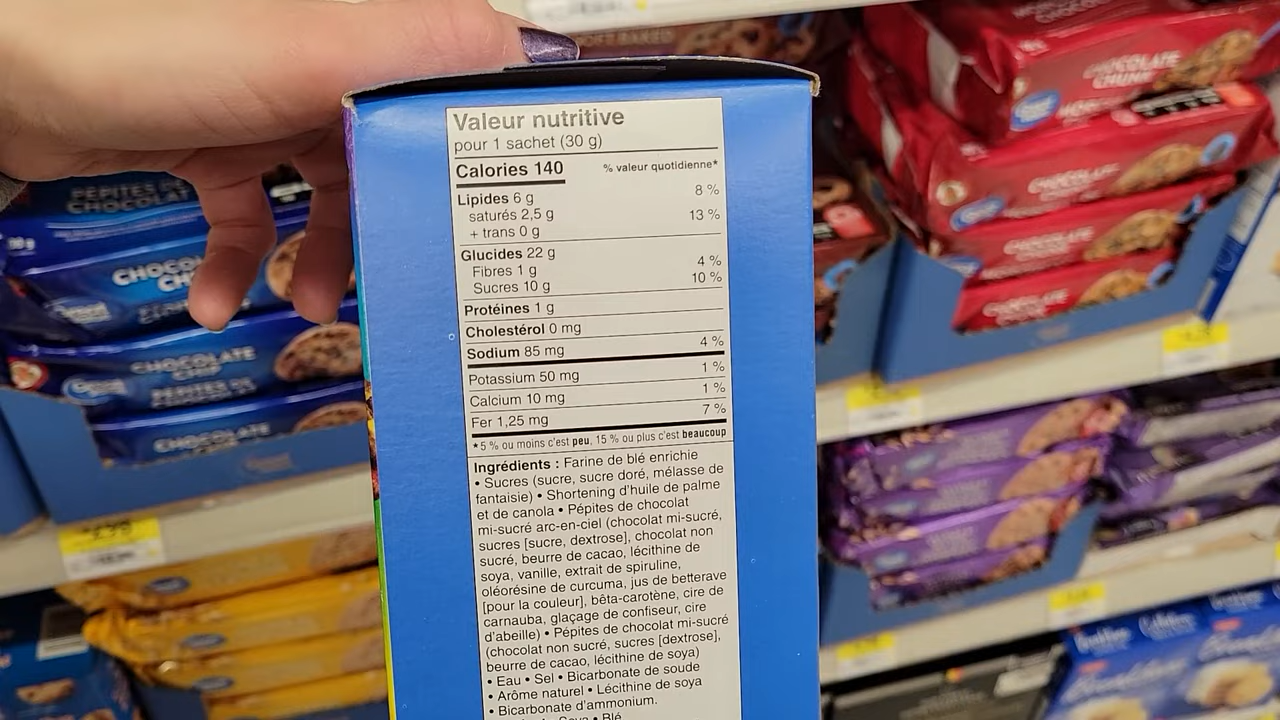 Valeur nutritive
pour 1 sachet (30 g)
Calories 140 % valeur quotidienne*
Lipides 6 g 8 %
saturés 2,5 g 13 %
+ trans 0 g
Glucides 22 g
Fibres 1 g 4 %
Sucres 10 g 10 %
Protéines 1 g
Cholestérol 0 mg
Sodium 85 mg 4 %
Potassium 50 mg 1 %
Calcium 10 mg 1 %
Fer 1,25 mg 7 %
*5 % ou moins c'est peu, 15 % ou plus c'est beaucoup
Ingrédients : Farine de blé enrichie
• Sucres (sucre, sucre doré, mélasse de
fantaisie) • Shortening d'huile de palme
et de canola • Pépites de chocolat
mi-sucré arc-en-ciel (chocolat mi-sucré,
sucres [sucre, dextrose], chocolat non
sucré, beurre de cacao, lécithine de
soya, vanille, extrait de spiruline,
oléorésine de curcuma, jus de betterave
[pour la couleur], bêta-carotène, cire de
carnauba, glaçage de confiseur, cire
d'abeille) • Pépites de chocolat mi-sucré
(chocolat non sucré, sucres [dextrose],
beurre de cacao, lécithine de soya)
• Eau • Sel • Bicarbonate de soude
• Arôme naturel • Lécithine de soya
• Bicarbonate d'ammonium.
Soya • Blé
PÉPITES DE
CHOCOLAT
CHOCOLATE
PÉPITES DE
CHOCOLATE
CHOCOLATE
CHUNK
CHOCOLATE
CHOCOLATE
CHOCOLATE